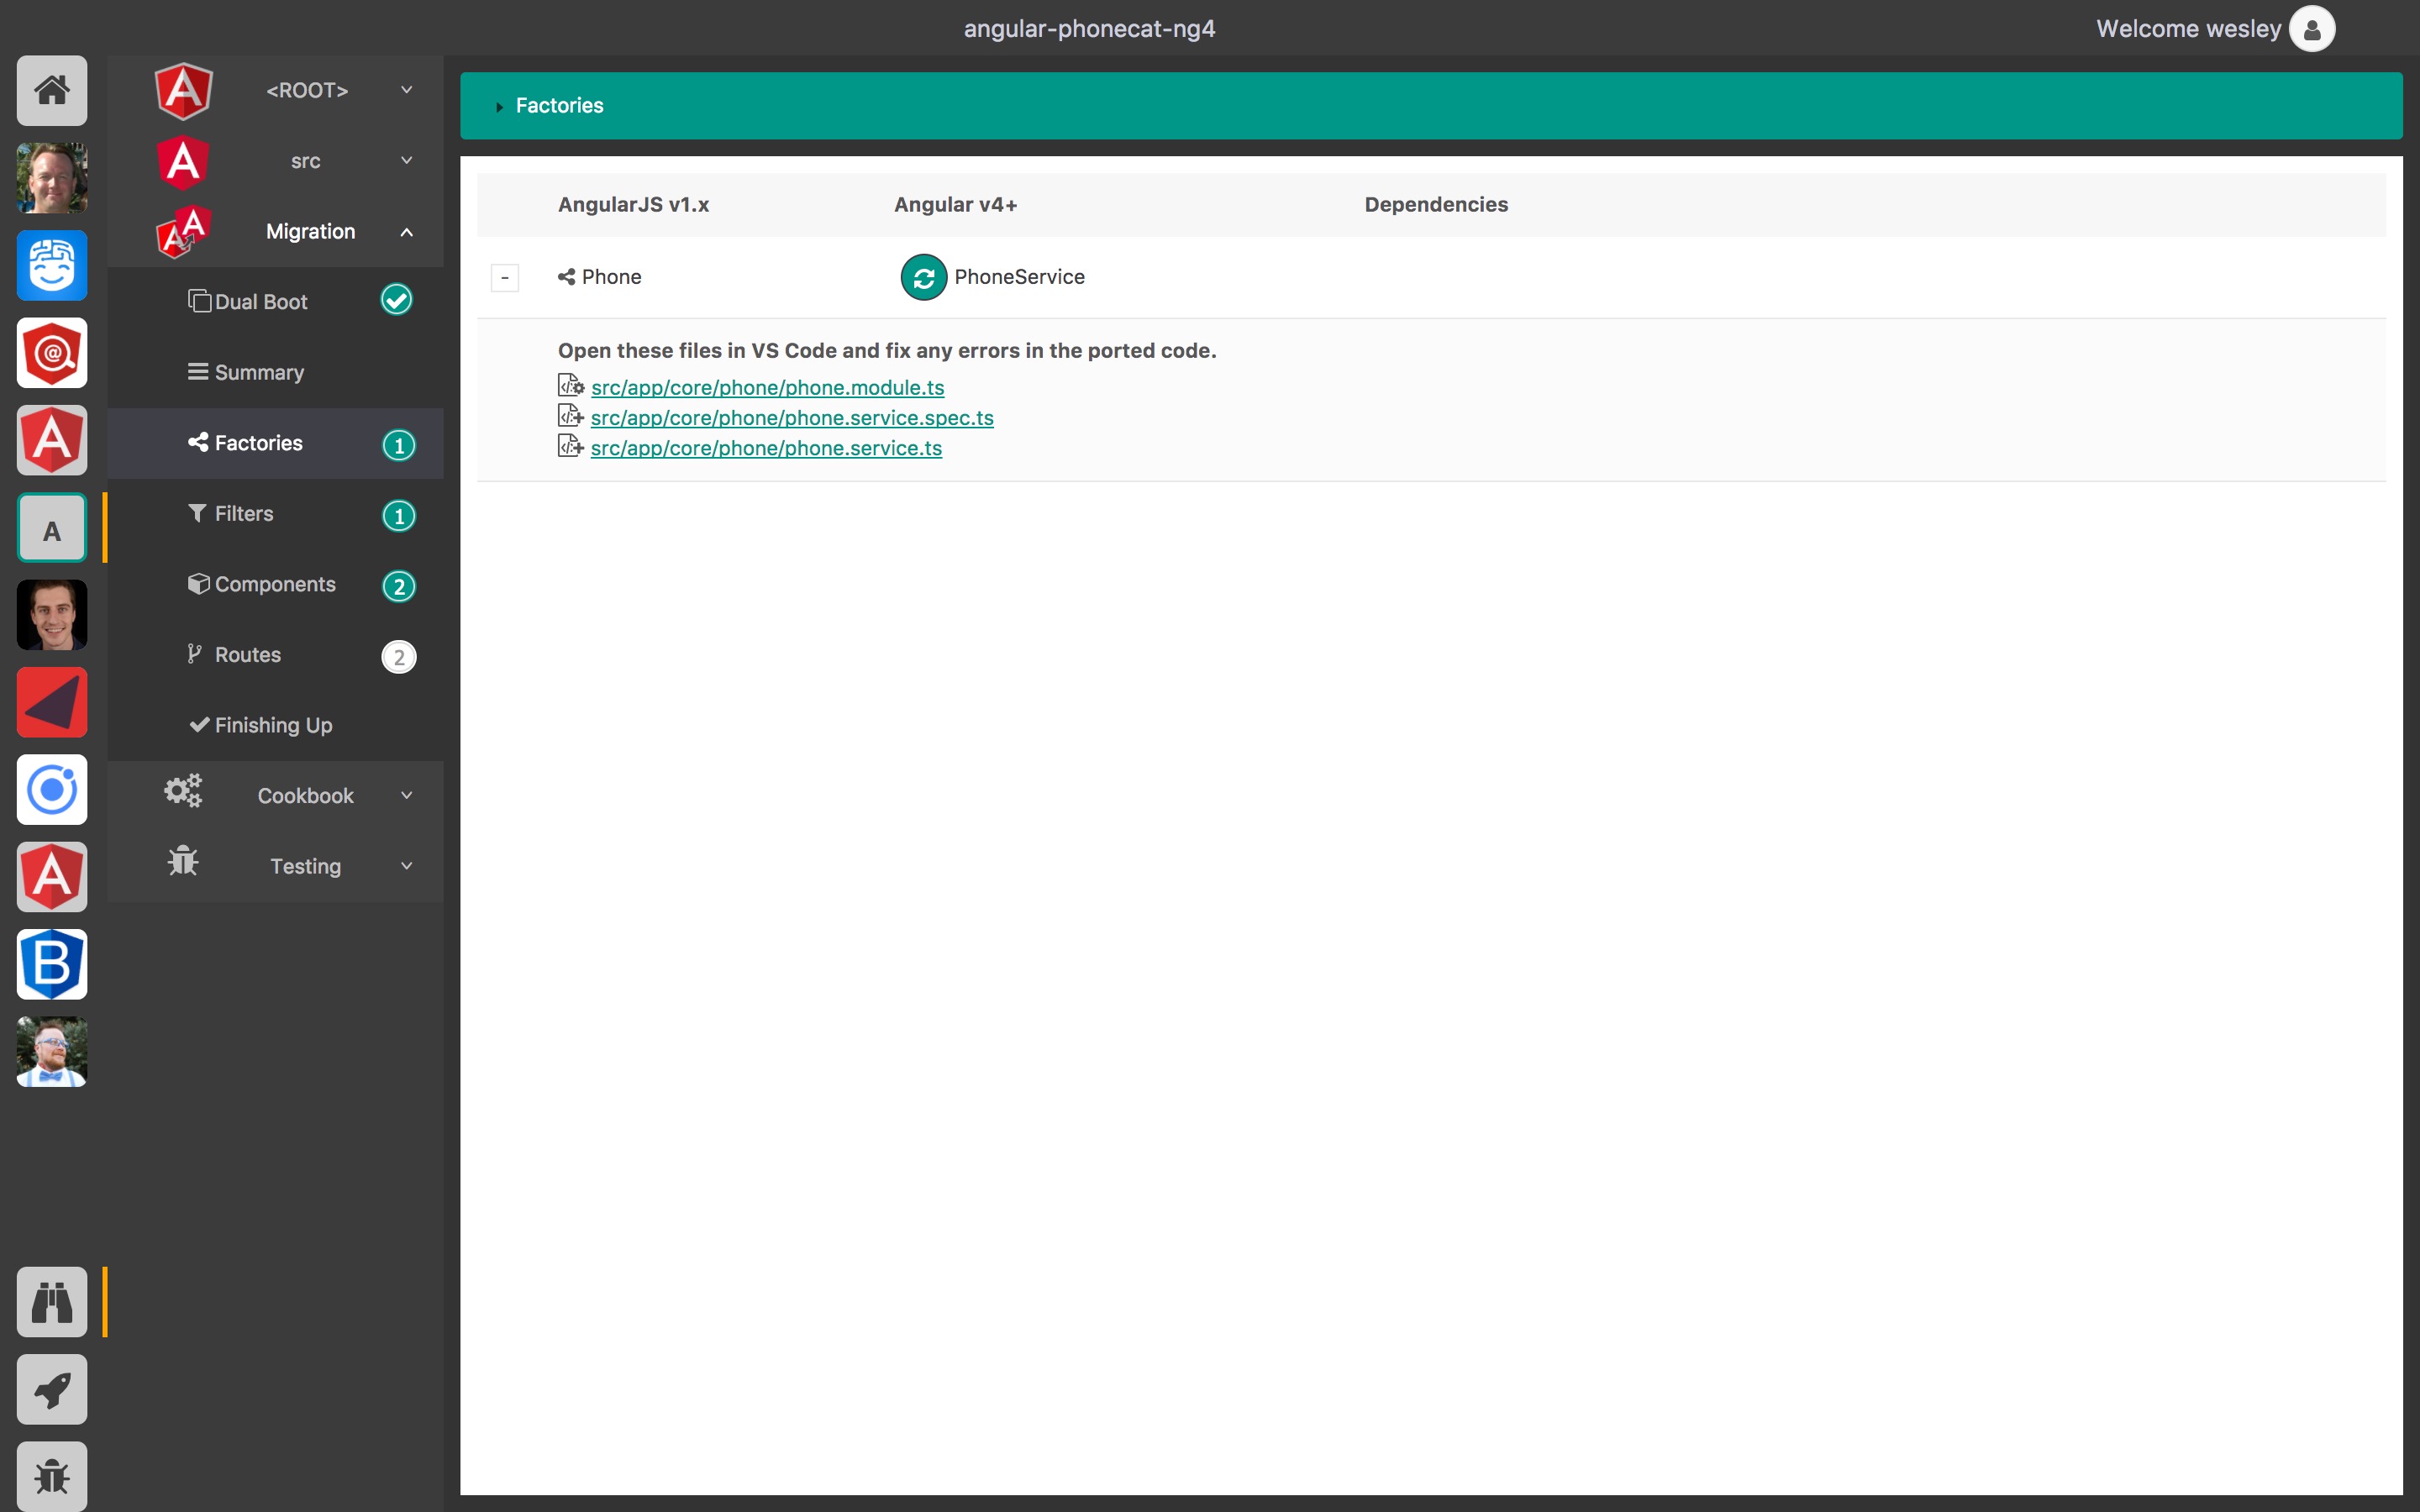 angular-phonecat-ng4
Welcome wesley
<ROOT>
src
Migration
Dual Boot
Summary
Factories 1
Filters 1
Components 2
Routes 2
Finishing Up
Cookbook
Testing
@
A
A
A
A
A
A
A
A
B
Factories
AngularJS v1.x Angular v4+ Dependencies
- Phone PhoneService
Open these files in VS Code and fix any errors in the ported code.
src/app/core/phone/phone.module.ts
src/app/core/phone/phone.service.spec.ts
src/app/core/phone/phone.service.ts